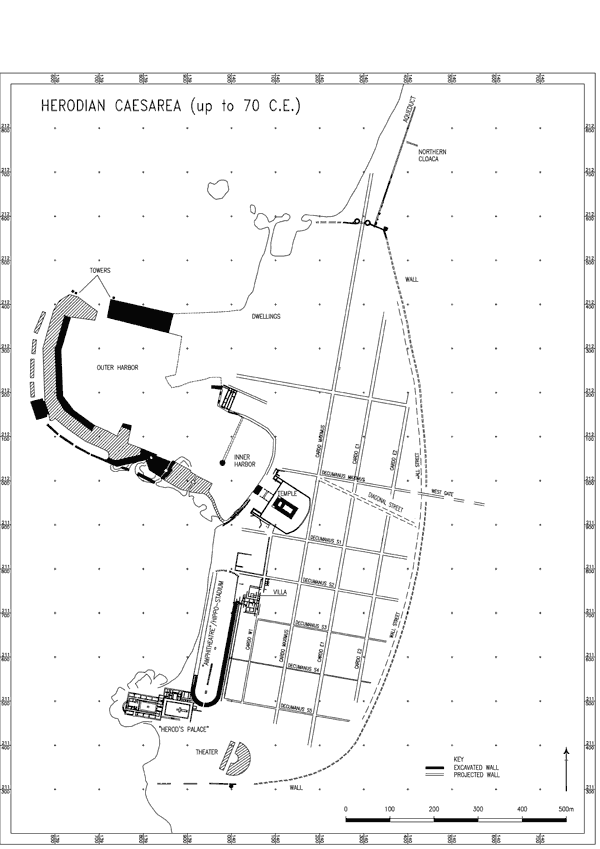 HERODIAN CAESAREA (up to 70 C.E.)
AQUEDUCT
NORTHERN
CLOACA
TOWERS
WALL
DWELLINGS
OUTER HARBOR
INNER
HARBOR
CARDO MAXIMUS
CARDO E1
CARDO E3
WALL STREET
DECUMANUS MAXIMUS
WEST GATE
TEMPLE
DIAGONAL STREET
DECUMANUS S1
DECUMANUS S2
VILLA
"AMPHITHEATRE"/HIPPO-STADIUM
DECUMANUS S3
WALL STREET
CARDO W1
CARDO MAXIMUS
CARDO E1
CARDO E3
DECUMANUS S4
DECUMANUS S5
"HEROD'S PALACE"
THEATER
WALL
KEY
EXCAVATED WALL
PROJECTED WALL
0 100 200 300 400 500m